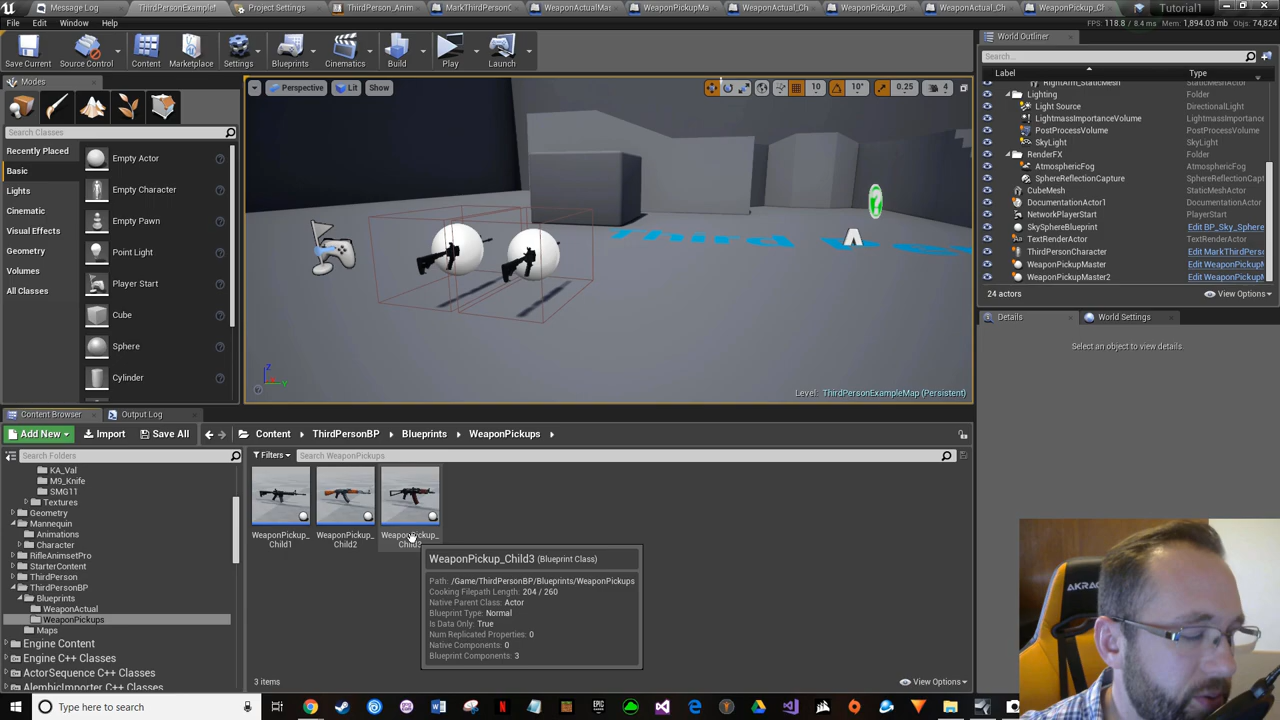 Message Log
ThirdPersonExample*
Project Settings
ThirdPerson_Anim
MarkThirdPersonC
WeaponActualMas
WeaponPickupMa
WeaponActual_Ch
WeaponPickup_Ch
WeaponActual_Ch
WeaponPickup_Ch
Tutorial1
File Edit Window Help
FPS: 118.8 / 8.4 ms Mem: 1,894.03 mb Objs: 74,824
Save Current
Source Control
Content
Marketplace
Settings
Blueprints
Cinematics
Build
Play
Launch
Modes
Search Classes
Recently Placed
Basic
Lights
Cinematic
Visual Effects
Geometry
Volumes
All Classes
Empty Actor
Empty Character
Empty Pawn
Point Light
Player Start
Cube
Sphere
Cylinder
Perspective
Lit
Show
10
10°
0.25
4
Third
Z
Y
Level: ThirdPersonExampleMap (Persistent)
World Outliner
Search...
Label Type
RightArm_StaticMesh StaticMeshActor
Lighting Folder
Light Source DirectionalLight
LightmassImportanceVolume LightmassImportance
PostProcessVolume PostProcessVolume
SkyLight SkyLight
RenderFX Folder
AtmosphericFog AtmosphericFog
SphereReflectionCapture SphereReflectionCapt
CubeMesh StaticMeshActor
DocumentationActor1 DocumentationActor
NetworkPlayerStart PlayerStart
SkySphereBlueprint Edit BP_Sky_Sphere
TextRenderActor TextRenderActor
ThirdPersonCharacter Edit MarkThirdPerso
WeaponPickupMaster Edit WeaponPickupM
WeaponPickupMaster2 Edit WeaponPickupM
24 actors
View Options
Details
World Settings
Select an object to view details.
Content Browser
Output Log
Add New
Import
Save All
Content
ThirdPersonBP
Blueprints
WeaponPickups
Search Folders
Filters
Search WeaponPickups
KA_Val
M9_Knife
SMG11
Textures
Geometry
Mannequin
Animations
Character
RifleAnimsetPro
StarterContent
ThirdPerson
ThirdPersonBP
Blueprints
WeaponActual
WeaponPickups
Maps
Engine Content
Engine C++ Classes
ActorSequence C++ Classes
AlembicImporter C++ Classes
WeaponPickup_
Child1
WeaponPickup_
Child2
WeaponPickup_
Child3
WeaponPickup_Child3 (Blueprint Class)
Path: /Game/ThirdPersonBP/Blueprints/WeaponPickups
Cooking Filepath Length: 204 / 260
Native Parent Class: Actor
Blueprint Type: Normal
Is Data Only: True
Num Replicated Properties: 0
Native Components: 0
Blueprint Components: 3
3 items
View Options
Type here to search